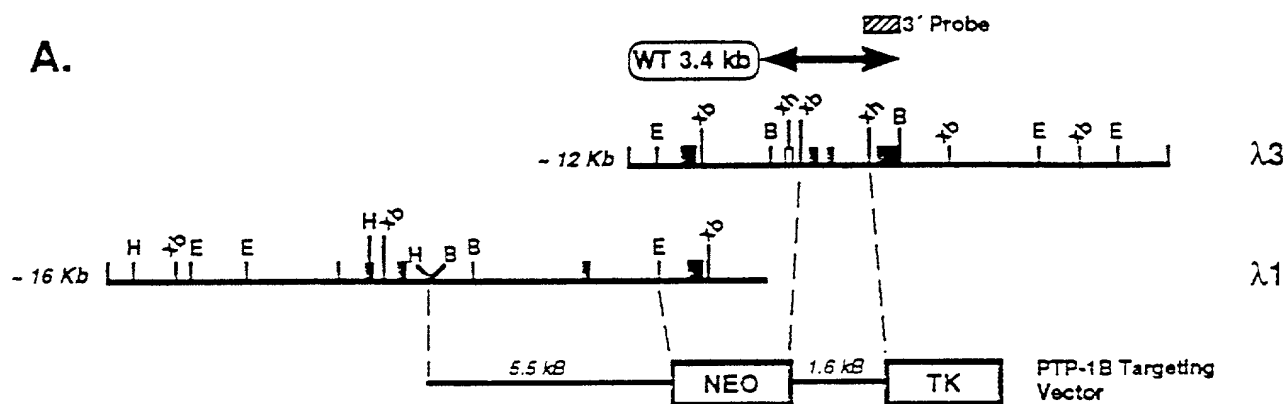 A.
3´ Probe
WT 3.4 kb
E xb B xh xb xh B xb E xb E
~ 12 Kb
λ3
H xb E E H xb H B B E xb
~ 16 Kb
λ1
5.5 kB
NEO
1.6 kB
TK
PTP-1B Targeting
Vector